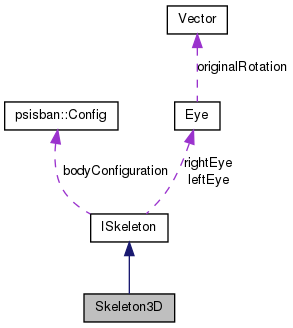 Vector
originalRotation
psisban::Config
Eye
bodyConfiguration
rightEye
leftEye
ISkeleton
Skeleton3D